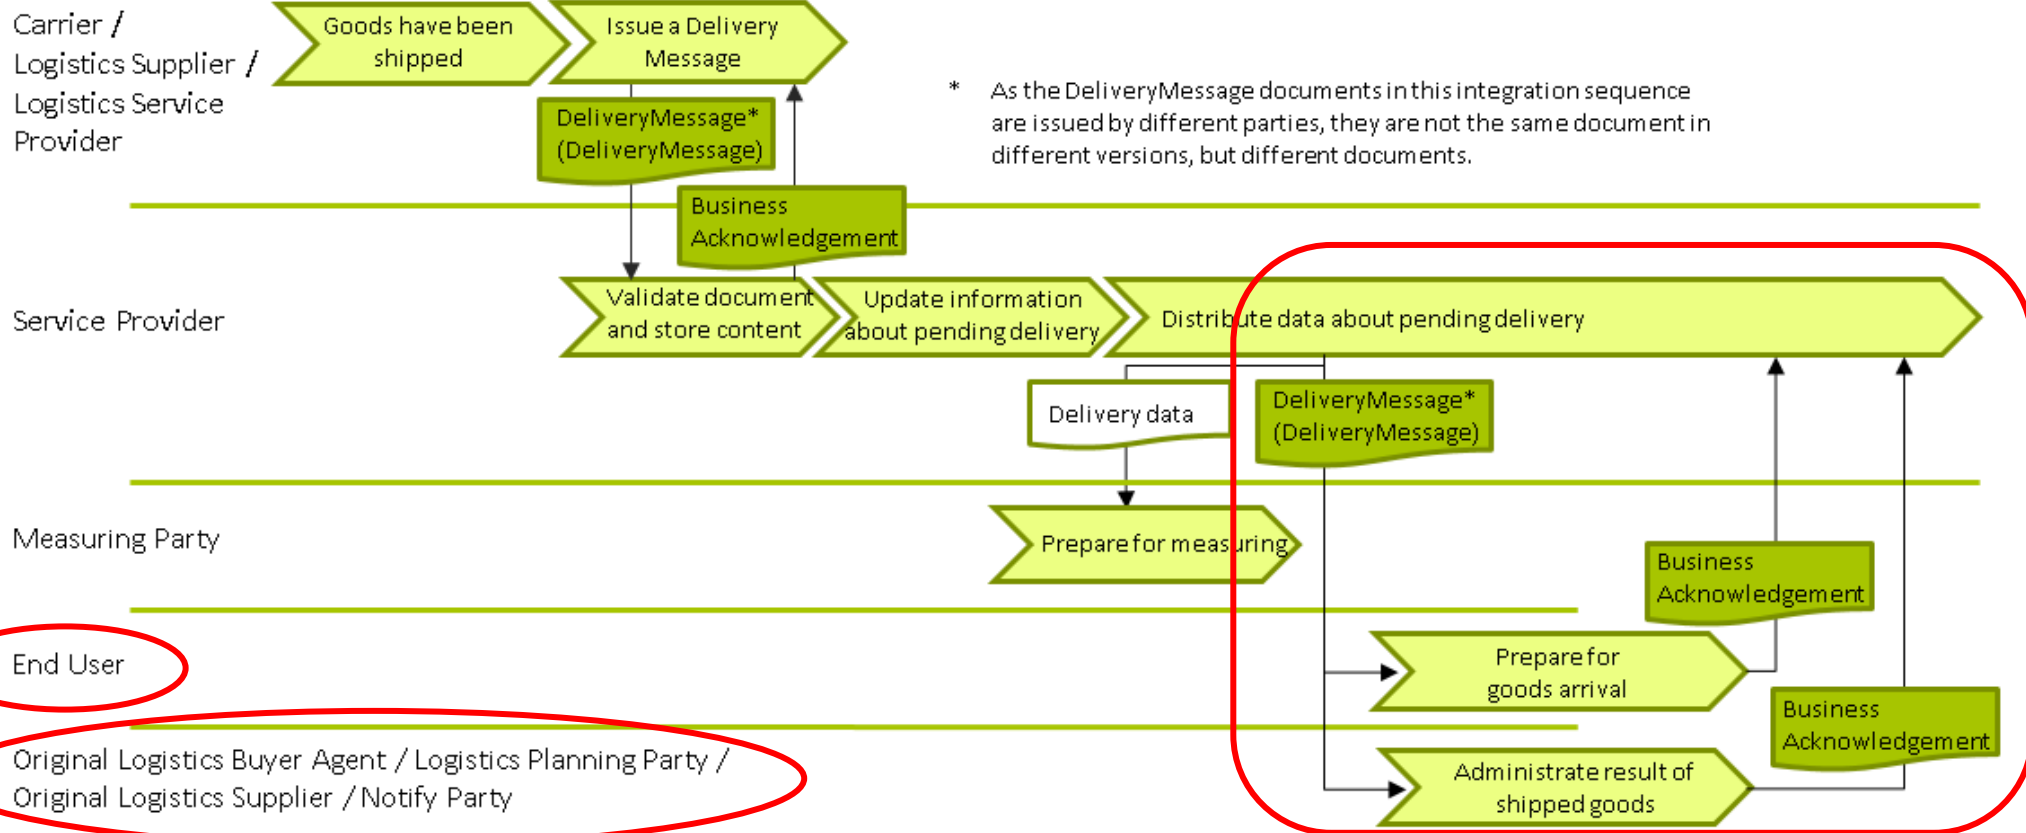 Carrier /
Logistics Supplier /
Logistics Service
Provider
Goods have been
shipped
Issue a Delivery
Message
DeliveryMessage*
(DeliveryMessage)
Business
Acknowledgement
* As the DeliveryMessage documents in this integration sequence
are issued by different parties, they are not the same document in
different versions, but different documents.
Service Provider
Validate document
and store content
Update information
about pending delivery
Distribute data about pending delivery
Delivery data
DeliveryMessage*
(DeliveryMessage)
Measuring Party
Prepare for measuring
Business
Acknowledgement
End User
Prepare for
goods arrival
Business
Acknowledgement
Original Logistics Buyer Agent / Logistics Planning Party /
Original Logistics Supplier / Notify Party
Administrate result of
shipped goods